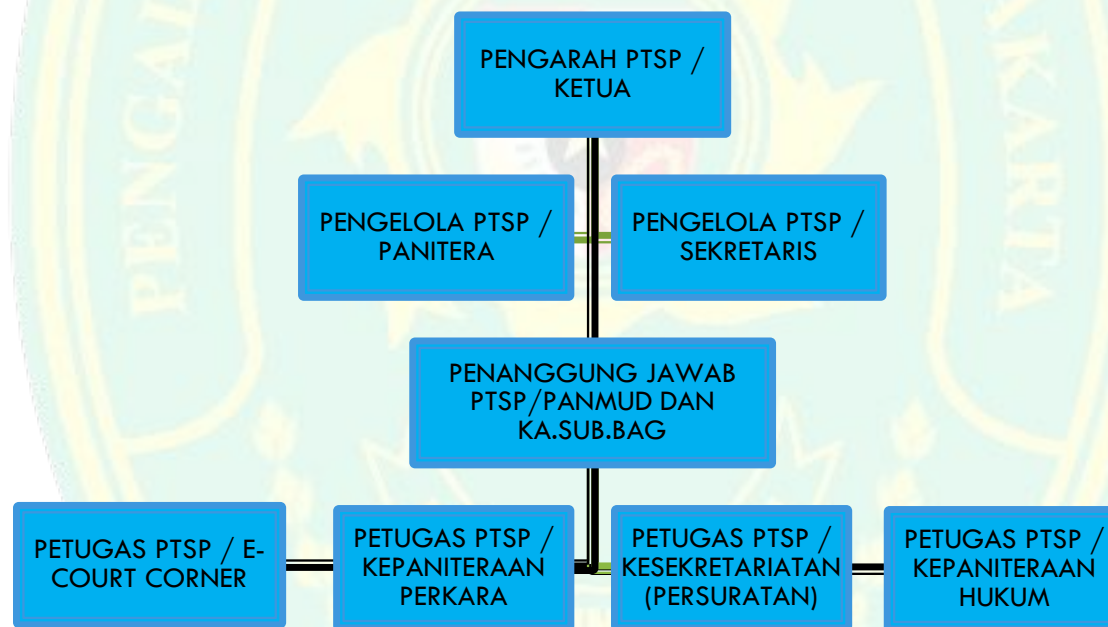 PENGARAH PTSP /
KETUA
PENGELOLA PTSP /
PANITERA
PENGELOLA PTSP /
SEKRETARIS
PENANGGUNG JAWAB
PTSP/PANMUD DAN
KA.SUB.BAG
PETUGAS PTSP / E-
COURT CORNER
PETUGAS PTSP /
KEPANITERAAN
PERKARA
PETUGAS PTSP /
KESEKRETARIATAN
(PERSURATAN)
PETUGAS PTSP /
KEPANITERAAN
HUKUM